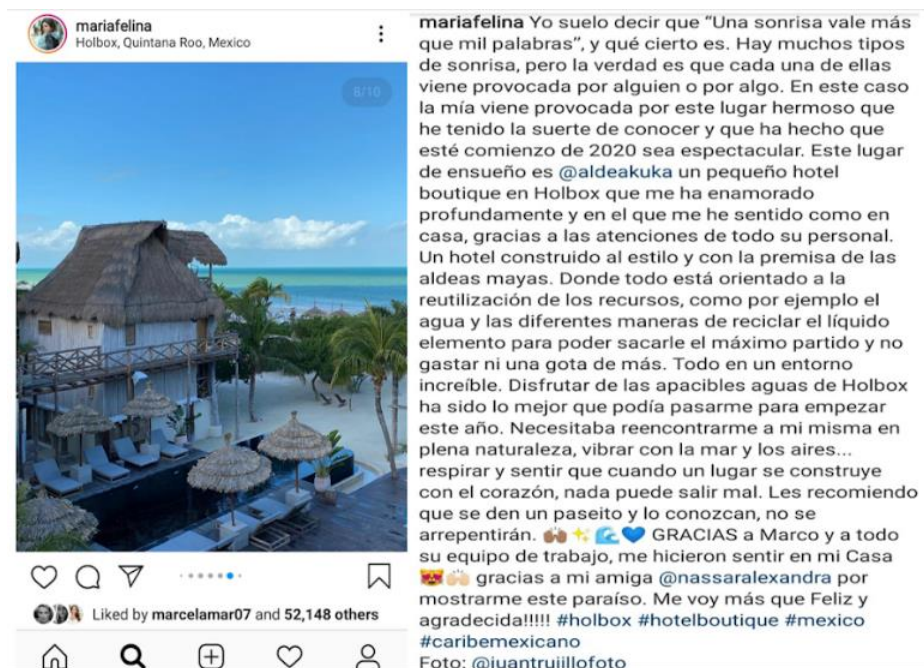 mariafelina
Holbox, Quintana Roo, Mexico
8/10
Liked by marcelamar07 and 52,148 others
mariafelina Yo suelo decir que “Una sonrisa vale más
que mil palabras”, y qué cierto es. Hay muchos tipos
de sonrisa, pero la verdad es que cada una de ellas
viene provocada por alguien o por algo. En este caso
la mía viene provocada por este lugar hermoso que
he tenido la suerte de conocer y que ha hecho que
esté comienzo de 2020 sea espectacular. Este lugar
de ensueño es @aldeakuka un pequeño hotel
boutique en Holbox que me ha enamorado
profundamente y en el que me he sentido como en
casa, gracias a las atenciones de todo su personal.
Un hotel construido al estilo y con la premisa de las
aldeas mayas. Donde todo está orientado a la
reutilización de los recursos, como por ejemplo el
agua y las diferentes maneras de reciclar el líquido
elemento para poder sacarle el máximo partido y no
gastar ni una gota de más. Todo en un entorno
increíble. Disfrutar de las apacibles aguas de Holbox
ha sido lo mejor que podía pasarme para empezar
este año. Necesitaba reencontrarme a mi misma en
plena naturaleza, vibrar con la mar y los aires...
respirar y sentir que cuando un lugar se construye
con el corazón, nada puede salir mal. Les recomiendo
que se den un paseito y lo conozcan, no se
arrepentirán. 🙏🏾✨🌊💙 GRACIAS a Marco y a todo
su equipo de trabajo, me hicieron sentir en mi Casa
😻🙌🏻 gracias a mi amiga @nassaralexandra por
mostrarme este paraíso. Me voy más que Feliz y
agradecida!!!!! #holbox #hotelboutique #mexico
#caribemexicano
Foto: @juantrujillofoto